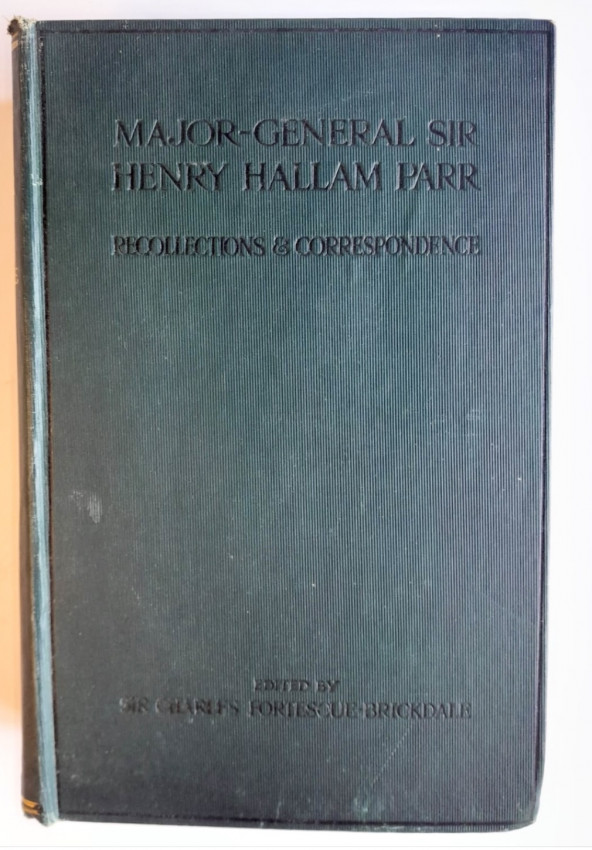 MAJOR-GENERAL SIR
HENRY HALLAM PARR
RECOLLECTIONS & CORRESPONDENCE
EDITED BY
SIR CHARLES FORTESCUE-BRICKDALE